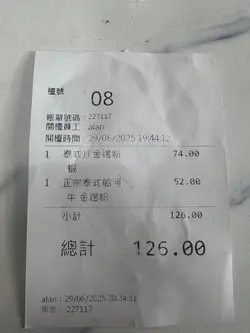 檯號 08
賬單號碼：227117
開檯員工：alan
開檯時間：29/06/2025 19:44:12
1 泰式炒金邊粉 74.00
蝦
1 正宗泰式船河 52.00
牛 金邊粉
小計 126.00
總計 126.00
alan：29/06/2025 20:24:31
單號：227117